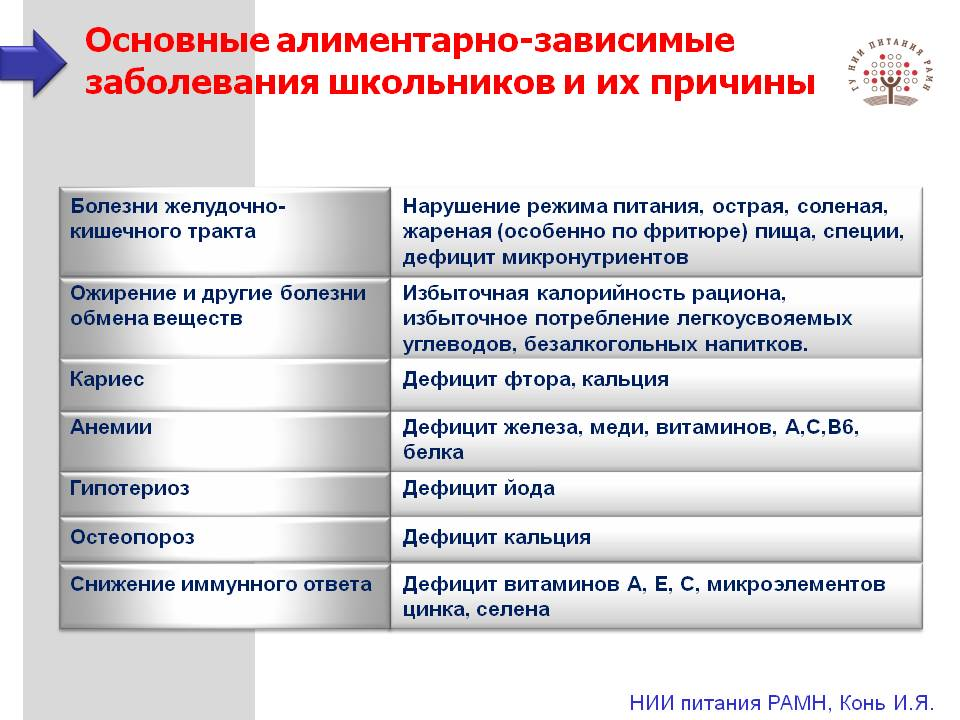 Основные алиментарно-зависимые
заболевания школьников и их причины
ГУ НИИ ПИТАНИЯ РАМН
Болезни желудочно-
кишечного тракта
Нарушение режима питания, острая, соленая,
жареная (особенно по фритюре) пища, специи,
дефицит микронутриентов
Ожирение и другие болезни
обмена веществ
Избыточная калорийность рациона,
избыточное потребление легкоусвояемых
углеводов, безалкогольных напитков.
Кариес
Дефицит фтора, кальция
Анемии
Дефицит железа, меди, витаминов, А,С,В6,
белка
Гипотериоз
Дефицит йода
Остеопороз
Дефицит кальция
Снижение иммунного ответа
Дефицит витаминов А, Е, С, микроэлементов
цинка, селена
НИИ питания РАМН, Конь И.Я.